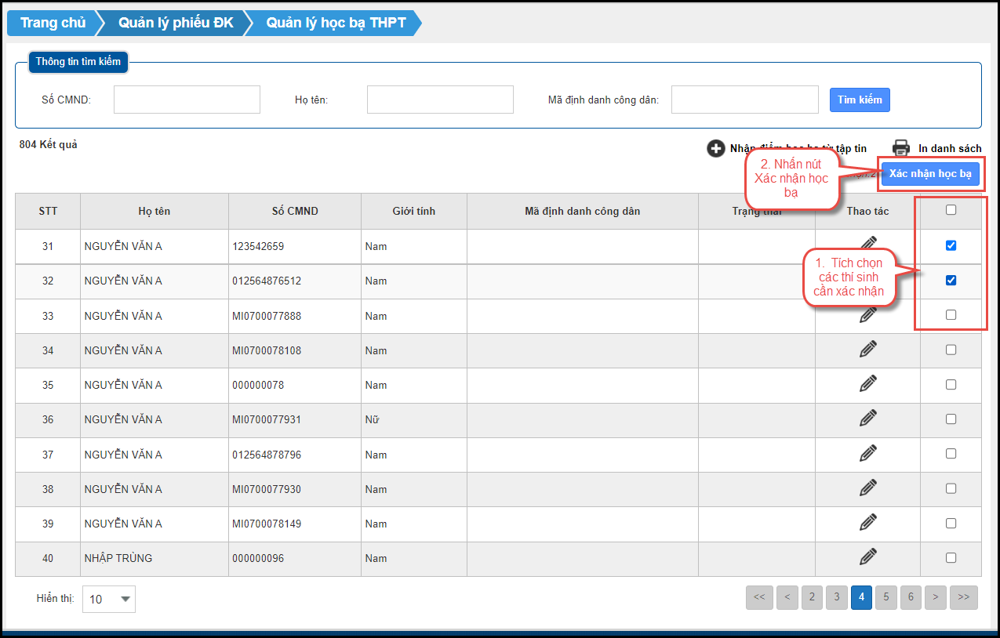 Trang chủ Quản lý phiếu ĐK Quản lý học bạ THPT
Thông tin tìm kiếm
Số CMND: Họ tên: Mã định danh công dân: Tìm kiếm
804 Kết quả
Nhận điểm học bạ từ tập tin In danh sách
2. Nhấn nút
Xác nhận học
bạ
Xác nhận học bạ
STT Họ tên Số CMND Giới tính Mã định danh công dân Trạng thái Thao tác
31 NGUYỄN VĂN A 123542659 Nam
1. Tích chọn
các thí sinh
cần xác nhận
32 NGUYỄN VĂN A 012564876512 Nam
33 NGUYỄN VĂN A MI0700077888 Nam
34 NGUYỄN VĂN A MI0700078108 Nam
35 NGUYỄN VĂN A 000000078 Nam
36 NGUYỄN VĂN A MI0700077931 Nữ
37 NGUYỄN VĂN A 012564878796 Nam
38 NGUYỄN VĂN A MI0700077930 Nam
39 NGUYỄN VĂN A MI0700078149 Nam
40 NHẬP TRÙNG 000000096 Nam
Hiển thị: 10 << < 2 3 4 5 6 > >>